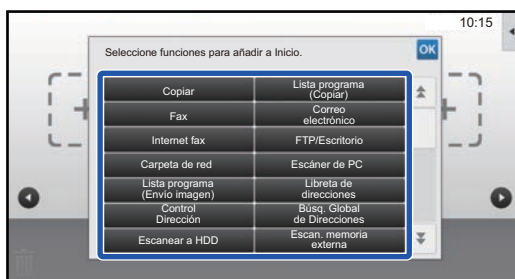 10:15
Seleccione funciones para añadir a Inicio.
OK
Copiar
Lista programa
(Copiar)
Fax
Correo
electrónico
Internet fax
FTP/Escritorio
Carpeta de red
Escáner de PC
Lista programa
(Envío imagen)
Libreta de
direcciones
Control
Dirección
Búsq. Global
de Direcciones
Escanear a HDD
Escan. memoria
externa